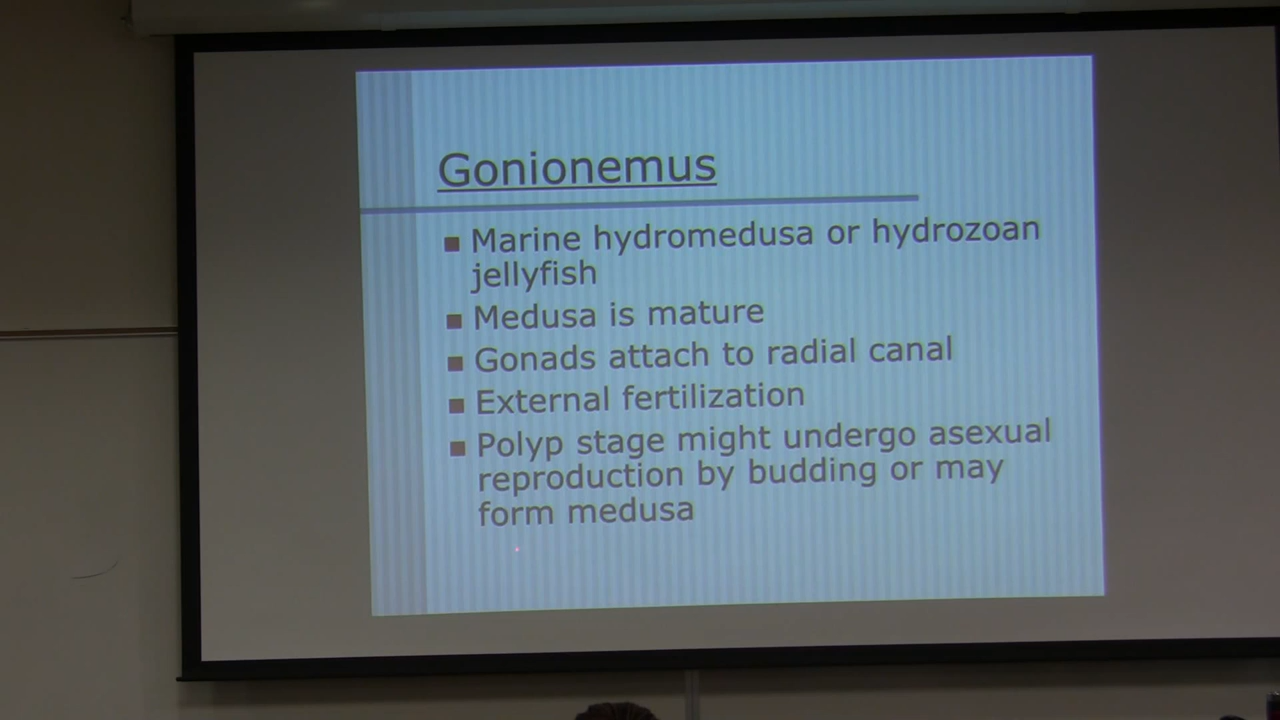 Gonionemus
Marine hydromedusa or hydrozoan
jellyfish
Medusa is mature
Gonads attach to radial canal
External fertilization
Polyp stage might undergo asexual
reproduction by budding or may
form medusa